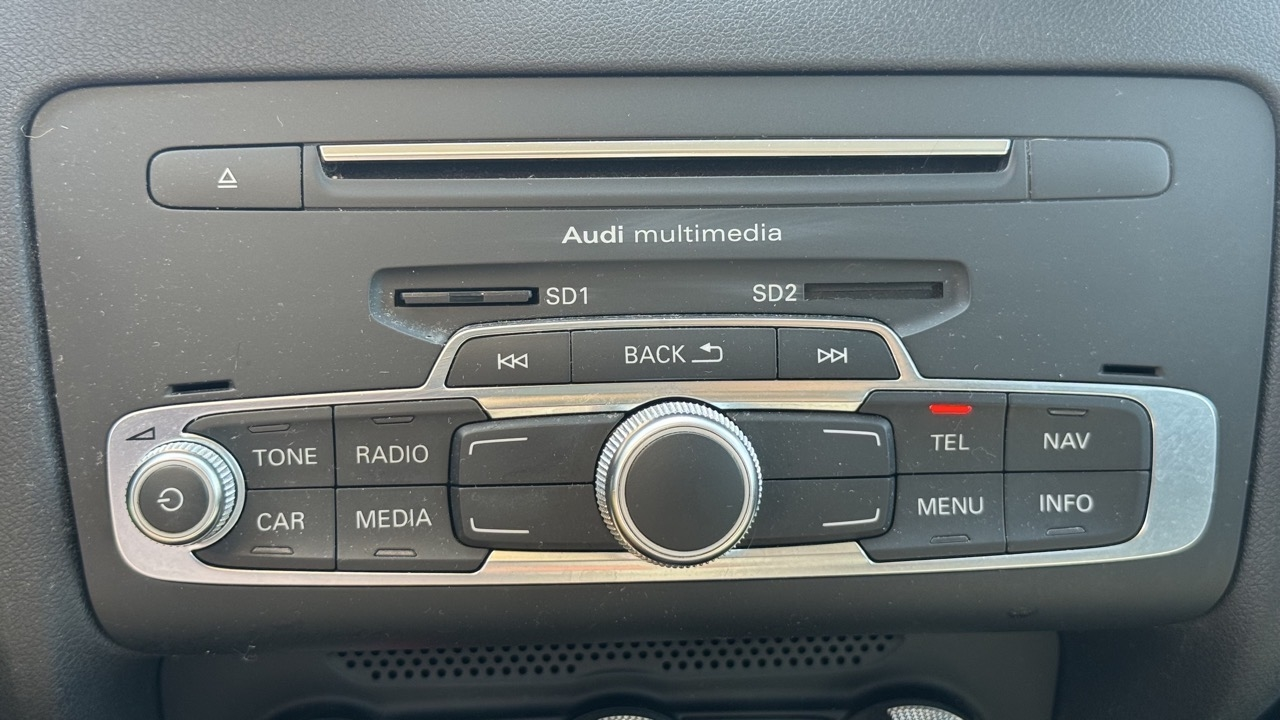 Audi multimedia
SD1 SD2
BACK
TONE RADIO TEL NAV
CAR MEDIA MENU INFO